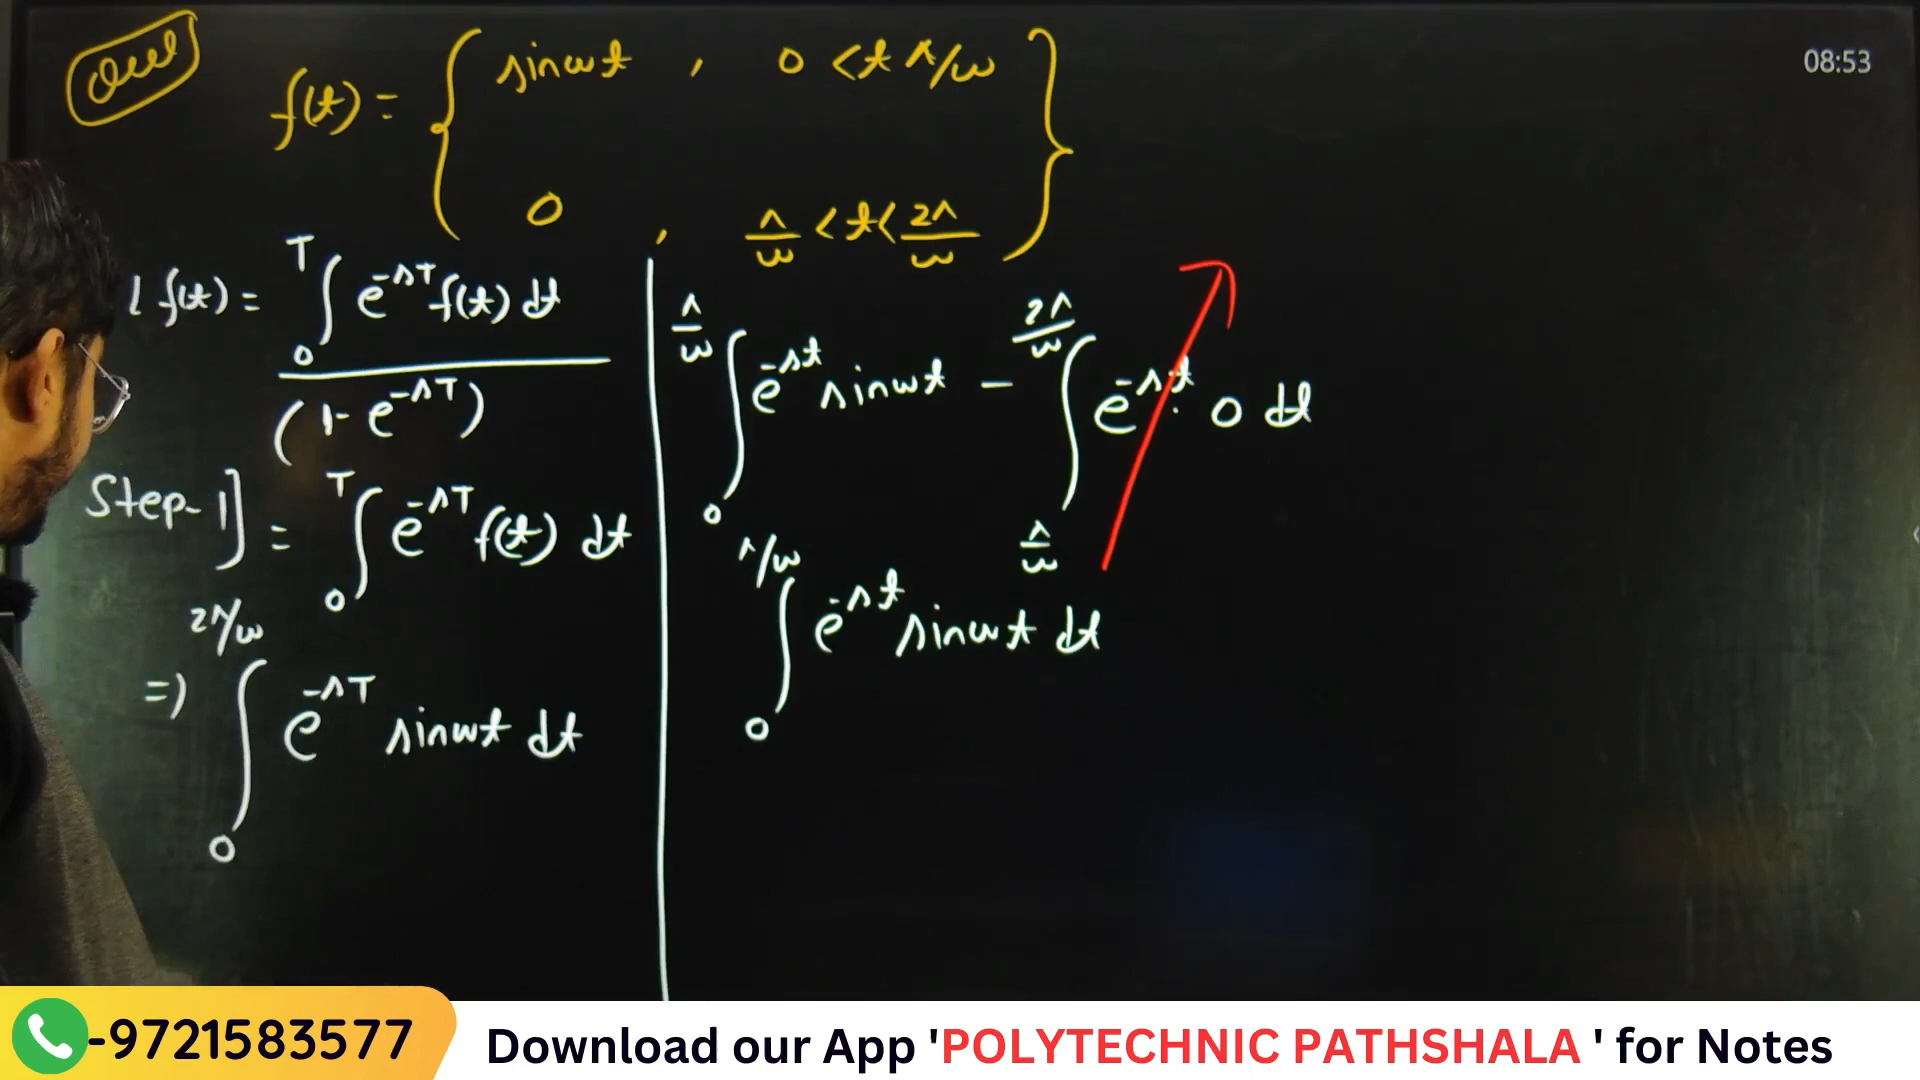 Que
f(t) = { sinωt , 0 < t π/ω
0 , π/ω < t < 2π/ω }
08:53
L f(t) = ∫₀ᵀ e^-sT f(t) dt / (1 - e^-sT)
Step-1] = ∫₀ᵀ e^-sT f(t) dt
=) ∫₀^2π/ω e^-sT sinωt dt
∫₀^π/ω e^-st sinωt - ∫_π/ω^2π/ω e^-st · 0 dt
∫₀^π/ω e^-st sinωt dt
-9721583577
Download our App 'POLYTECHNIC PATHSHALA ' for Notes